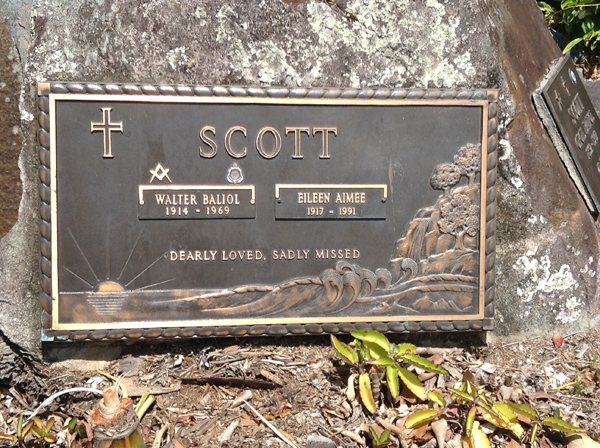 SCOTT
WALTER BALIOL
1914 - 1969
EILEEN AIMEE
1917 - 1991
DEARLY LOVED, SADLY MISSED